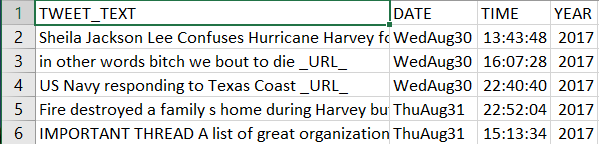 1 TWEET_TEXT DATE TIME YEAR
2 Sheila Jackson Lee Confuses Hurricane Harvey fo WedAug30 13:43:48 2017
3 in other words bitch we bout to die _URL_ WedAug30 16:07:28 2017
4 US Navy responding to Texas Coast _URL_ WedAug30 22:40:40 2017
5 Fire destroyed a family s home during Harvey bu ThuAug31 22:52:04 2017
6 IMPORTANT THREAD A list of great organization ThuAug31 15:13:34 2017